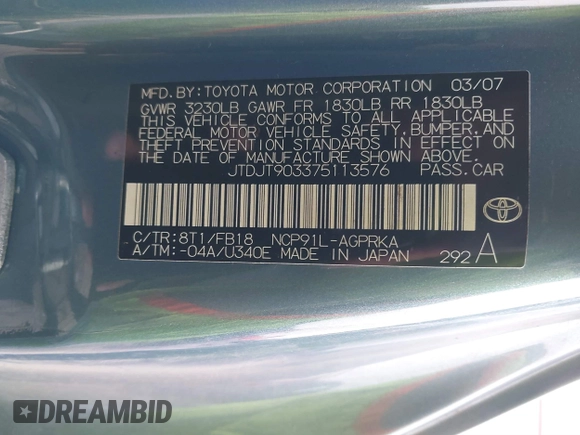 MFD.BY:TOYOTA MOTOR CORPORATION 03/07
GVWR 3230LB GAWR FR 1830LB RR 1830LB
THIS VEHICLE CONFORMS TO ALL APPLICABLE
FEDERAL MOTOR VEHICLE SAFETY, BUMPER, AND
THEFT PREVENTION STANDARDS IN EFFECT ON
THE DATE OF MANUFACTURE SHOWN ABOVE.
JTDJT903375113576 PASS.CAR
C/TR:8T1/FB18 NCP91L-AGPRKA
A/TM:-04A/U340E MADE IN JAPAN 292 A
DREAMBID